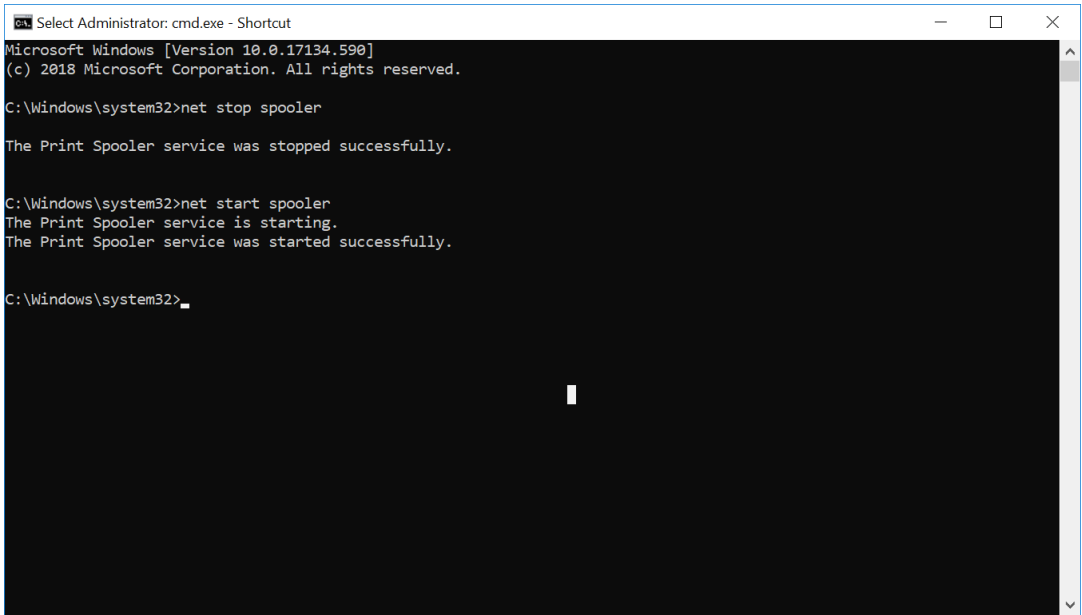 Select Administrator: cmd.exe - Shortcut
Microsoft Windows [Version 10.0.17134.590]
(c) 2018 Microsoft Corporation. All rights reserved.
C:\Windows\system32>net stop spooler
The Print Spooler service was stopped successfully.
C:\Windows\system32>net start spooler
The Print Spooler service is starting.
The Print Spooler service was started successfully.
C:\Windows\system32>